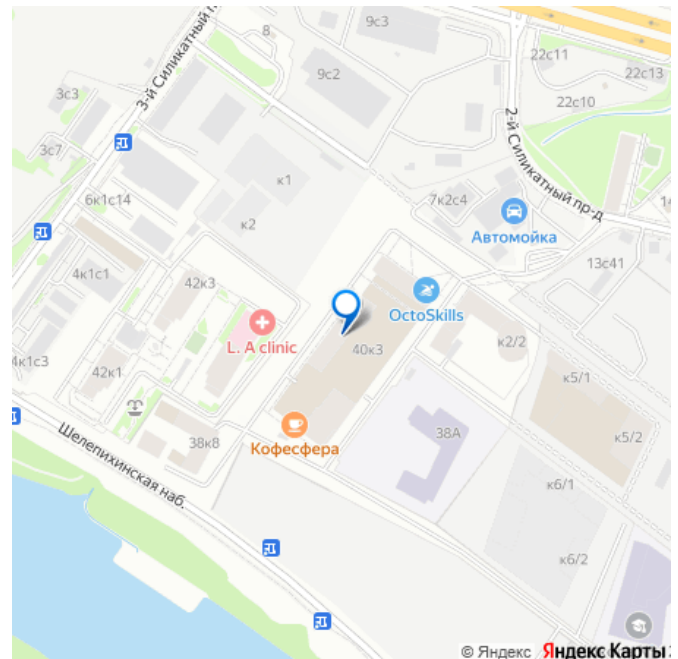 9с3
8
3-й Силикатный п
9с2
22с11
22с13
22с10
3с3
2-й Силикатный пр-д
3с7
к1
6к1с14
7к2с4
к2
Автомойка
13с41
4к1с1
42к3
OctoSkills
L. A clinic
40к3
к2/2
4к1с3
42к1
к5/1
Кофесфера
38к8
38А
к5/2
Шелепихинская наб.
к6/1
к6/2
© Яндекс Яндекс Карты